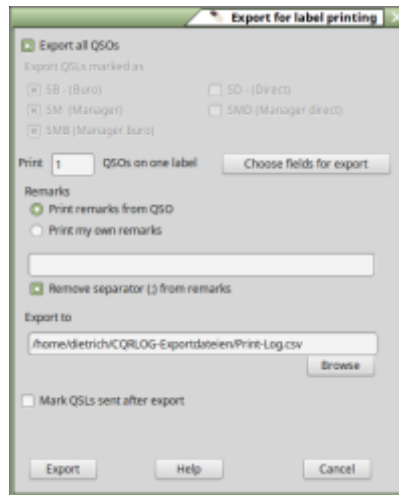 Export for label printing
Export all QSOs
Export QSLs marked as
SB - (Buro)
SD - (Direct)
SM - (Manager)
SMD (Manager direct)
SMB (Manager buro)
Print 1 QSOs on one label Choose fields for export
Remarks
Print remarks from QSO
Print my own remarks
Remove separator (;) from remarks
Export to
/home/dietrich/CQRLOG-Exportdateien/Print-Log.csv
Browse
Mark QSLs sent after export
Export Help Cancel